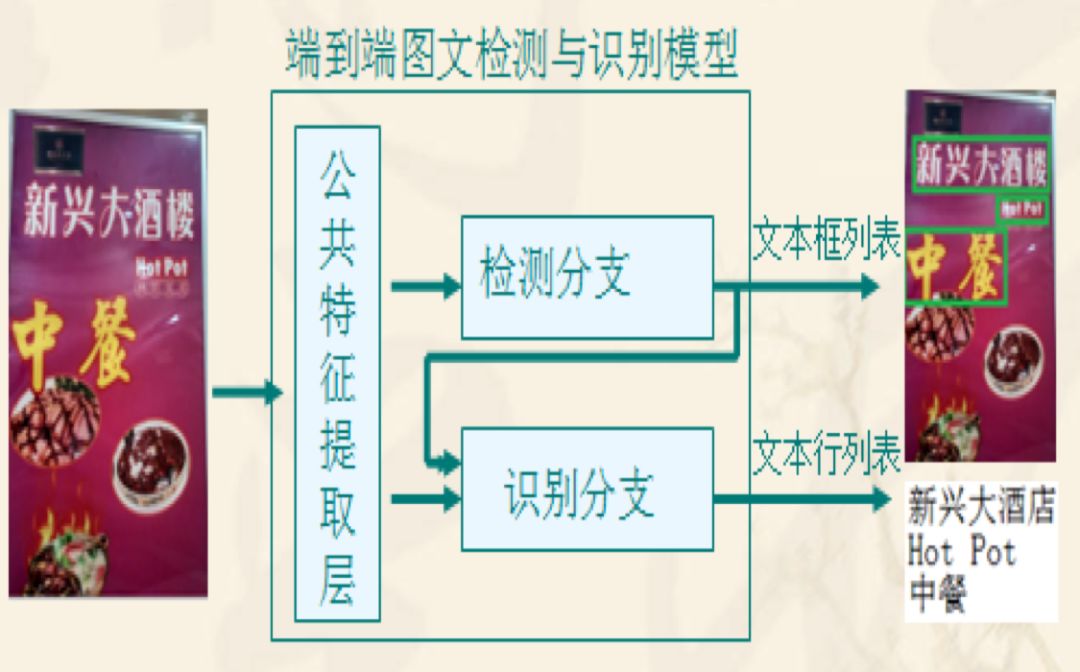 端到端图文检测与识别模型
新兴大酒楼
Hot Pot
中餐
公共特征提取层
检测分支
识别分支
文本框列表
文本行列表
新兴大酒楼
Hot Pot
中餐
新兴大酒店
Hot Pot
中餐